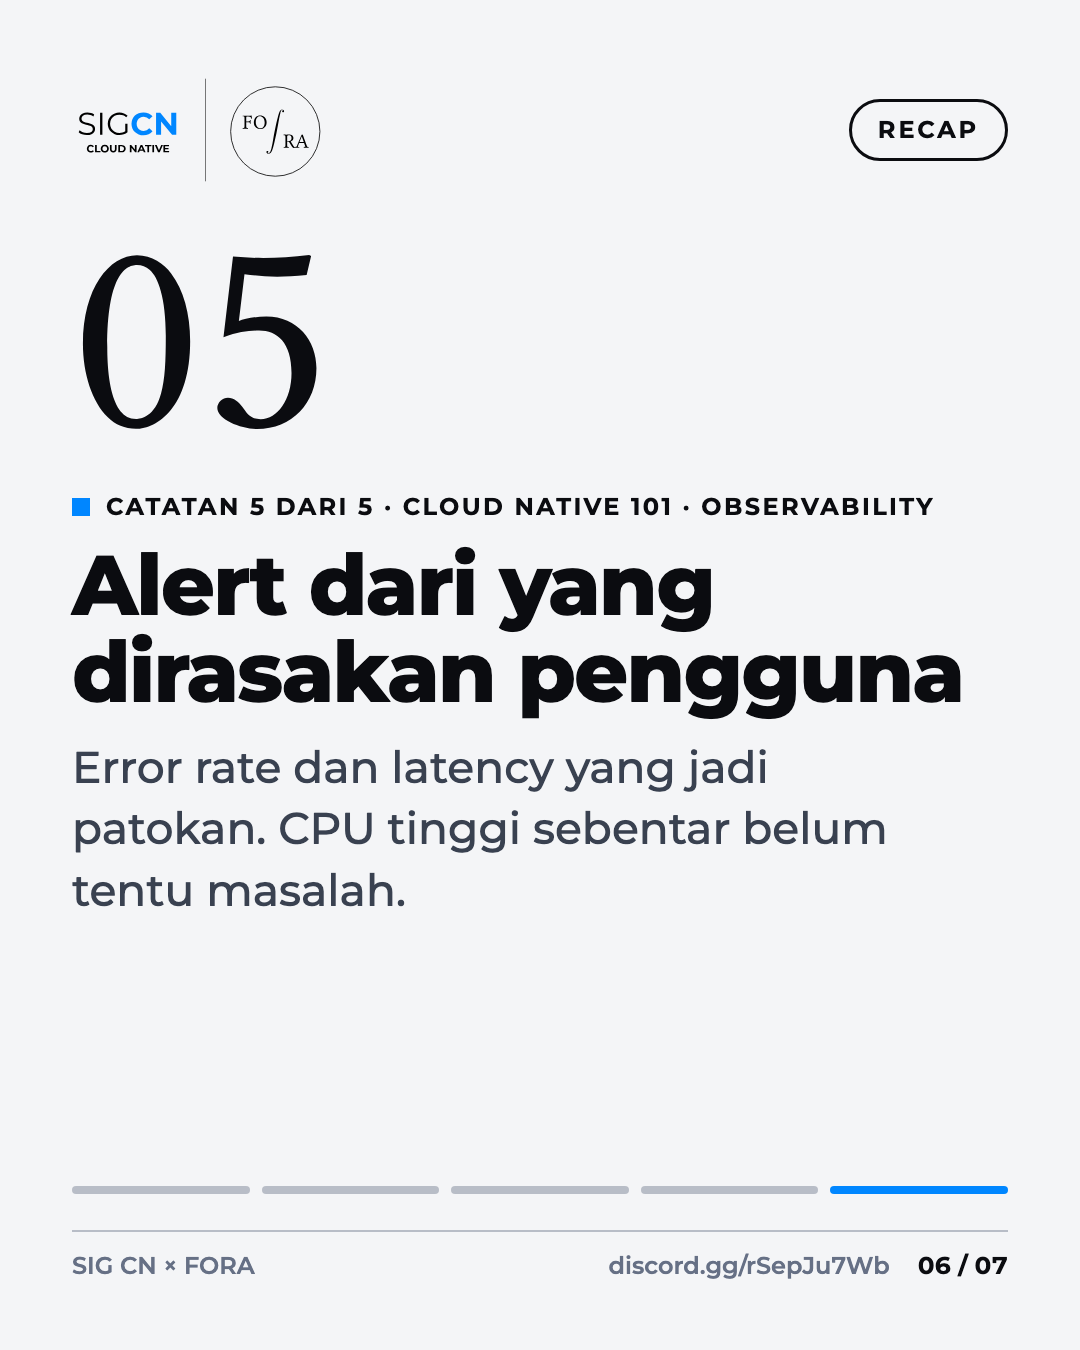 SIGCN
CLOUD NATIVE
FO
RA
RECAP
05
CATATAN 5 DARI 5 · CLOUD NATIVE 101 · OBSERVABILITY
Alert dari yang
dirasakan pengguna
Error rate dan latency yang jadi
patokan. CPU tinggi sebentar belum
tentu masalah.
SIG CN × FORA
discord.gg/rSepJu7Wb
06 / 07